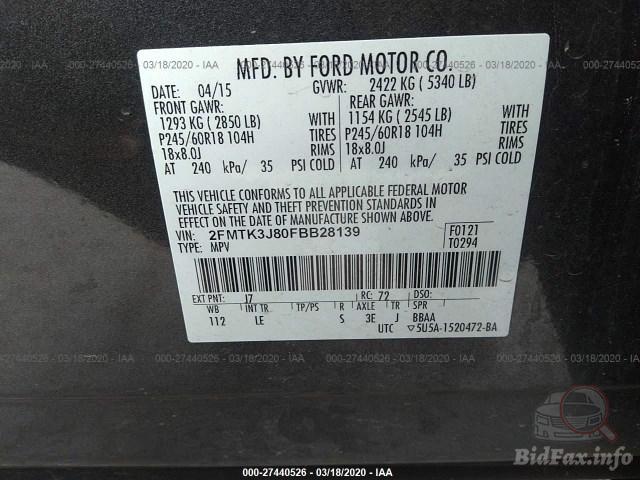 MFD. BY FORD MOTOR CO.
DATE: 04/15 GVWR: 2422 KG ( 5340 LB)
FRONT GAWR: REAR GAWR:
1293 KG ( 2850 LB) WITH 1154 KG ( 2545 LB) WITH
P245/60R18 104H TIRES P245/60R18 104H TIRES
18x8.0J RIMS 18x8.0J RIMS
AT 240 kPa/ 35 PSI COLD AT 240 kPa/ 35 PSI COLD
THIS VEHICLE CONFORMS TO ALL APPLICABLE FEDERAL MOTOR
VEHICLE SAFETY AND THEFT PREVENTION STANDARDS IN EFFECT
ON THE DATE OF MANUFACTURE SHOWN ABOVE.
VIN: 2FMTK3J80FBB28139 F0121
TYPE: MPV T0294
EXT PNT: J7 RC: 72 DSO:
WB INT TR TP/PS R AXLE TR SPR
112 LE S 3E J BBAA
UTC ▽5U5A-1520472-BA
000-27440526 - 03/18/2020 - IAA
BidFax.info